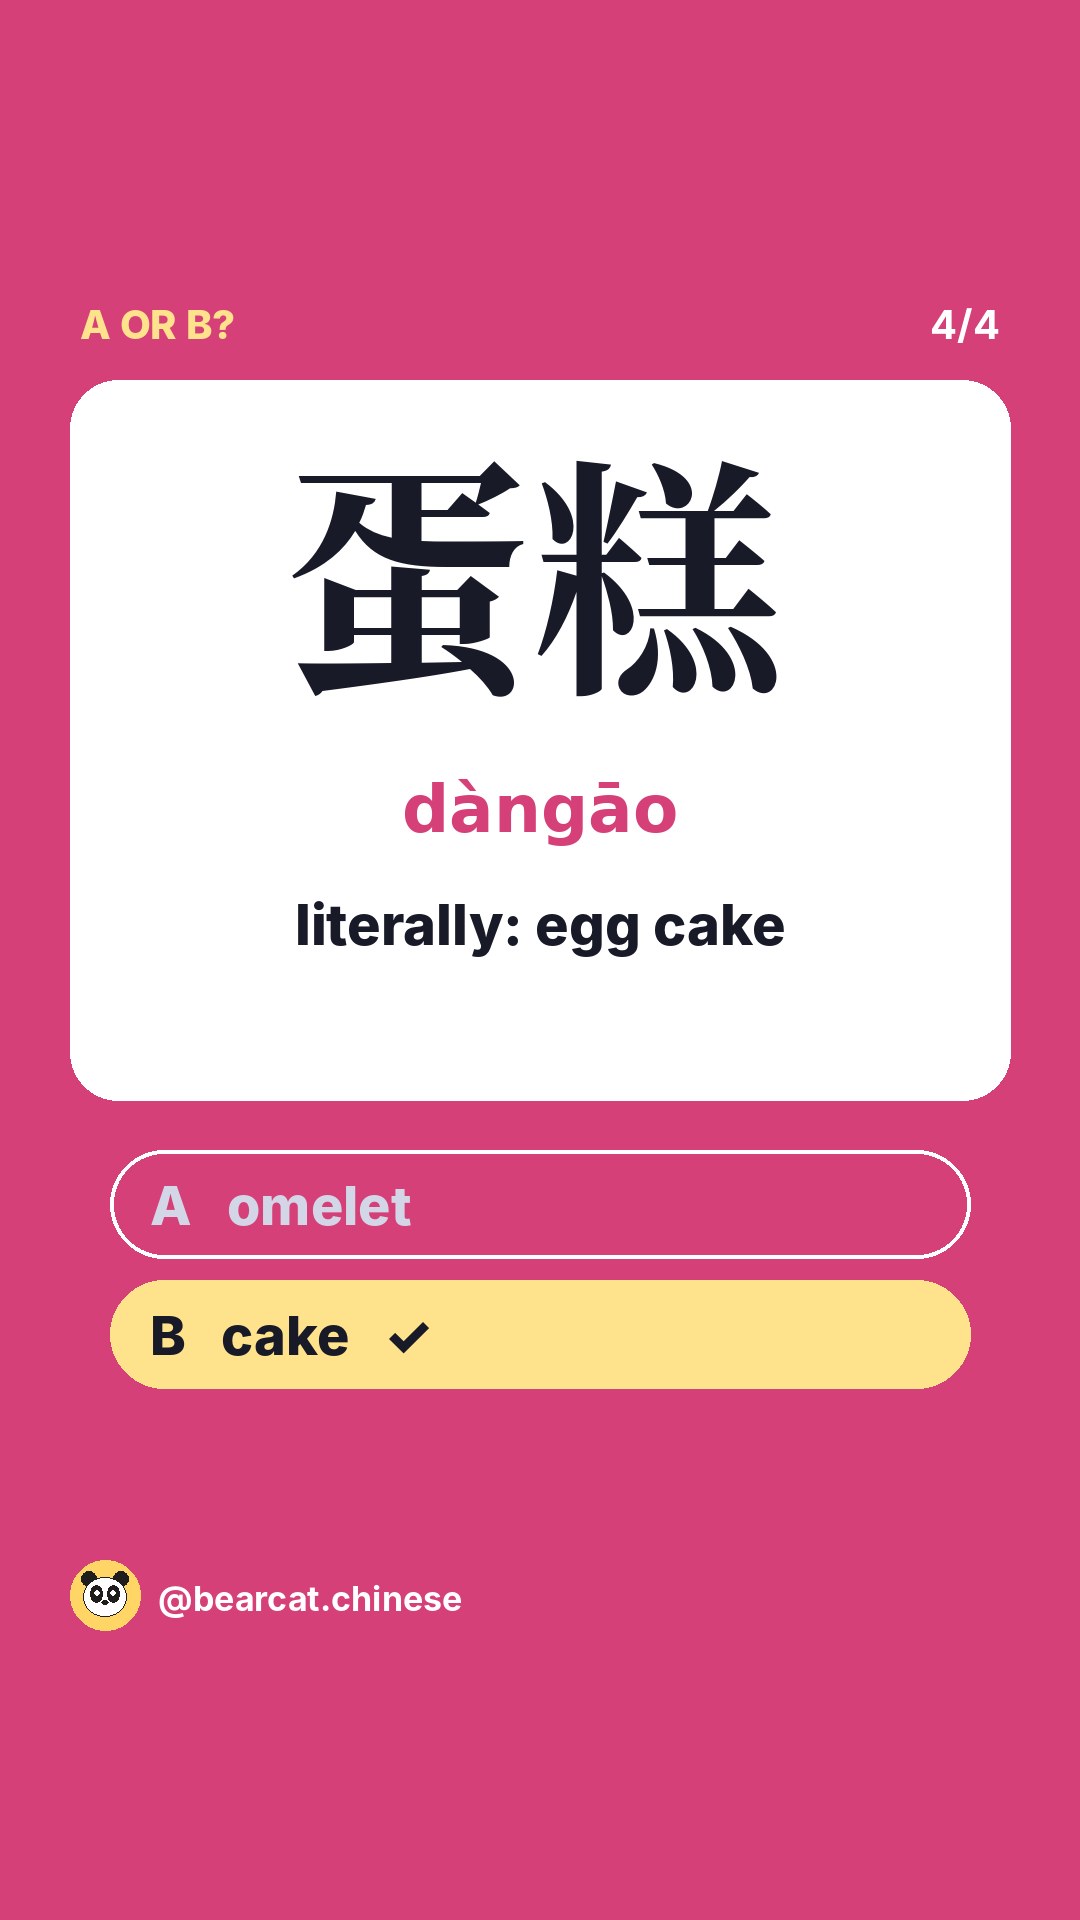 A OR B?
4/4
蛋糕
dàngāo
literally: egg cake
A omelet
B cake ✓
@bearcat.chinese